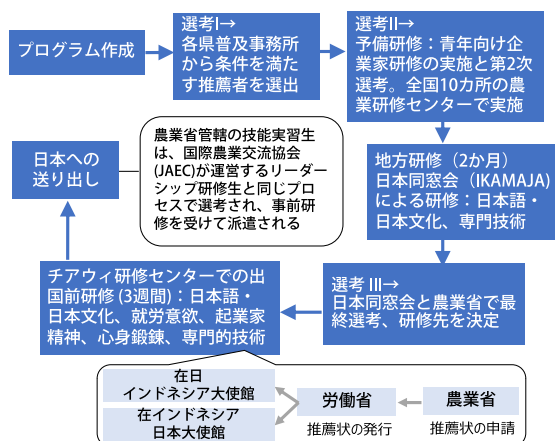 プログラム作成
選考I→
各県普及事務所
から条件を満た
す推薦者を選出
選考II→
予備研修：青年向け企
業家研修の実施と第2次
選考。全国10カ所の農
業研修センターで実施
地方研修（2か月）
日本同窓会（IKAMAJA)
による研修：日本語・
日本文化、専門技術
選考 III→
日本同窓会と農業省で最
終選考、研修先を決定
チアウィ研修センターでの出
国前研修 (3週間)：日本語・
日本文化、就労意欲、起業家
精神、心身鍛錬、専門的技術
日本への
送り出し
農業省管轄の技能実習生
は、国際農業交流協会
(JAEC)が運営するリーダー
シップ研修生と同じプロ
セスで選考され、事前研
修を受けて派遣される
在日
インドネシア大使館
在インドネシア
日本大使館
労働省
推薦状の発行
農業省
推薦状の申請